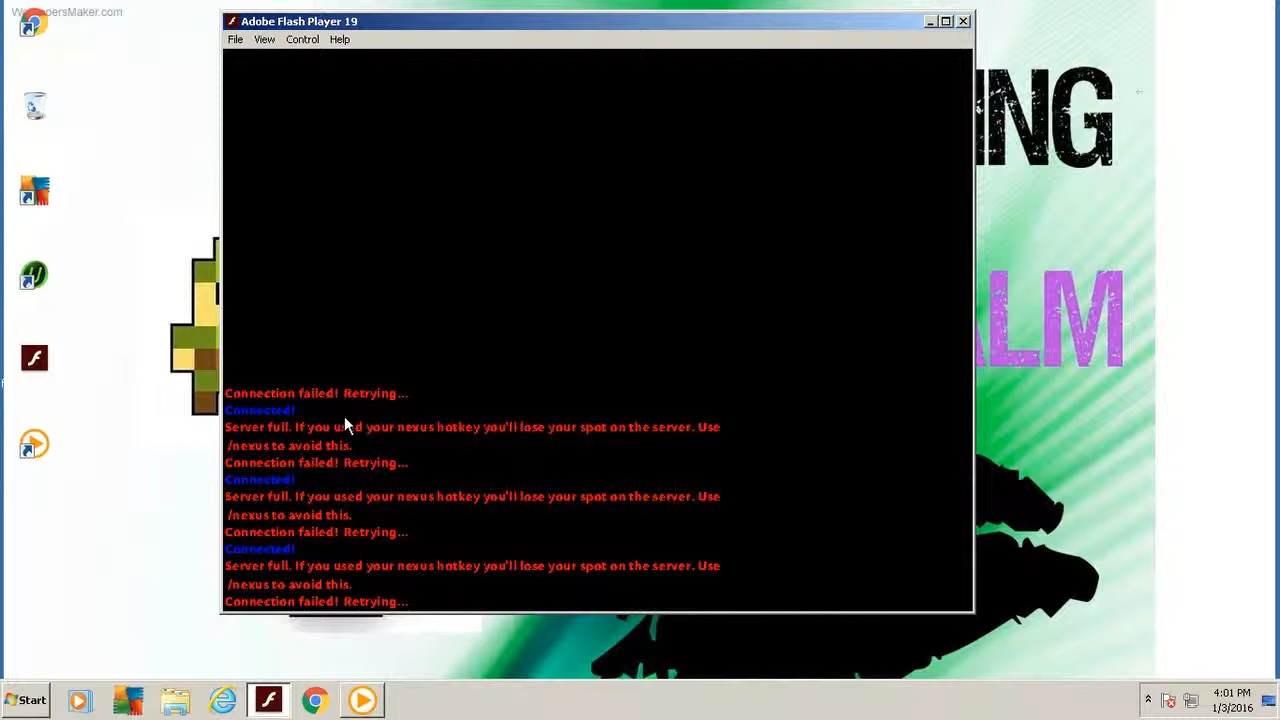 WallpapersMaker.com
Adobe Flash Player 19
File View Control Help
ING
ALM
Connection failed! Retrying...
Connected!
Server full. If you used your nexus hotkey you'll lose your spot on the server. Use
/nexus to avoid this.
Connection failed! Retrying...
Connected!
Server full. If you used your nexus hotkey you'll lose your spot on the server. Use
/nexus to avoid this.
Connection failed! Retrying...
Connected!
Server full. If you used your nexus hotkey you'll lose your spot on the server. Use
/nexus to avoid this.
Connection failed! Retrying...
Start
4:01 PM
1/3/2016